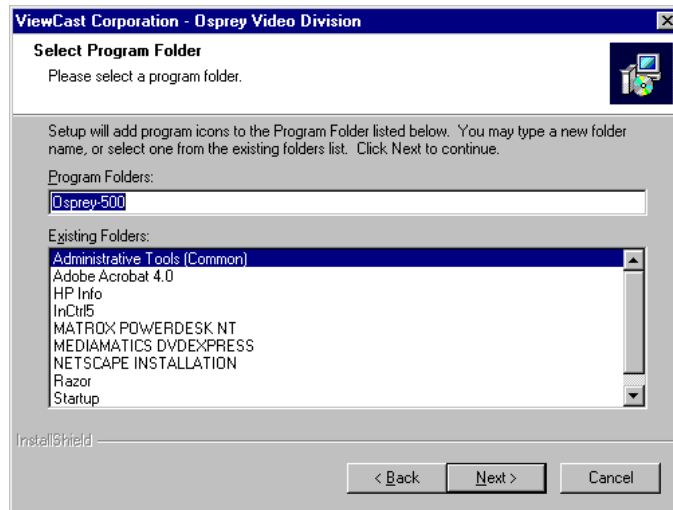 ViewCast Corporation - Osprey Video Division
Select Program Folder
Please select a program folder.
Setup will add program icons to the Program Folder listed below. You may type a new folder
name, or select one from the existing folders list. Click Next to continue.
Program Folders:
Osprey-500
Existing Folders:
Administrative Tools (Common)
Adobe Acrobat 4.0
HP Info
InCtrl5
MATROX POWERDESK NT
MEDIAMATICS DVDEXPRESS
NETSCAPE INSTALLATION
Razor
Startup
InstallShield
< Back Next > Cancel